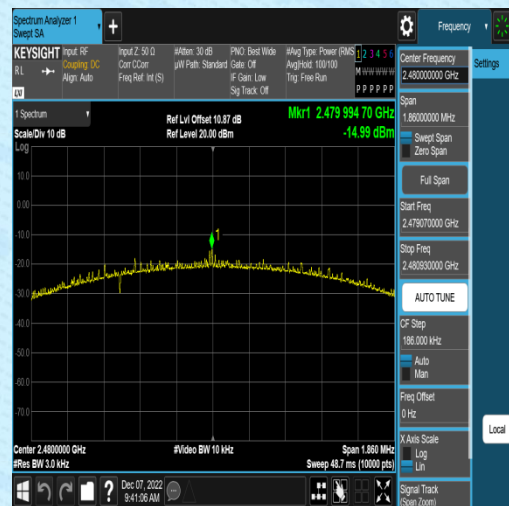 Spectrum Analyzer 1
Swept SA
+
Frequency
KEYSIGHT
RL
LXI
Input: RF
Coupling: DC
Align: Auto
Input Z: 50 Ω
Corr CCorr
Freq Ref: Int (S)
#Atten: 30 dB
µW Path: Standard
PNO: Best Wide
Gate: Off
IF Gain: Low
Sig Track: Off
#Avg Type: Power (RMS
Avg|Hold: 100/100
Trig: Free Run
1 2 3 4 5 6
M W W W W W
P P P P P P
1 Spectrum
Scale/Div 10 dB
Ref Lvl Offset 10.87 dB
Ref Level 20.00 dBm
Mkr1 2.479 994 70 GHz
-14.99 dBm
Log
10.0
0.00
-10.0
-20.0
-30.0
-40.0
-50.0
-60.0
-70.0
1
Center 2.4800000 GHz
#Res BW 3.0 kHz
#Video BW 10 kHz
Span 1.860 MHz
Sweep 48.7 ms (10000 pts)
Dec 07, 2022
9:41:06 AM
?
Center Frequency
2.480000000 GHz
Span
1.86000000 MHz
Swept Span
Zero Span
Full Span
Start Freq
2.479070000 GHz
Stop Freq
2.480930000 GHz
AUTO TUNE
CF Step
186.000 kHz
Auto
Man
Freq Offset
0 Hz
X Axis Scale
Log
Lin
Signal Track
(Span Zoom)
Settings
Local